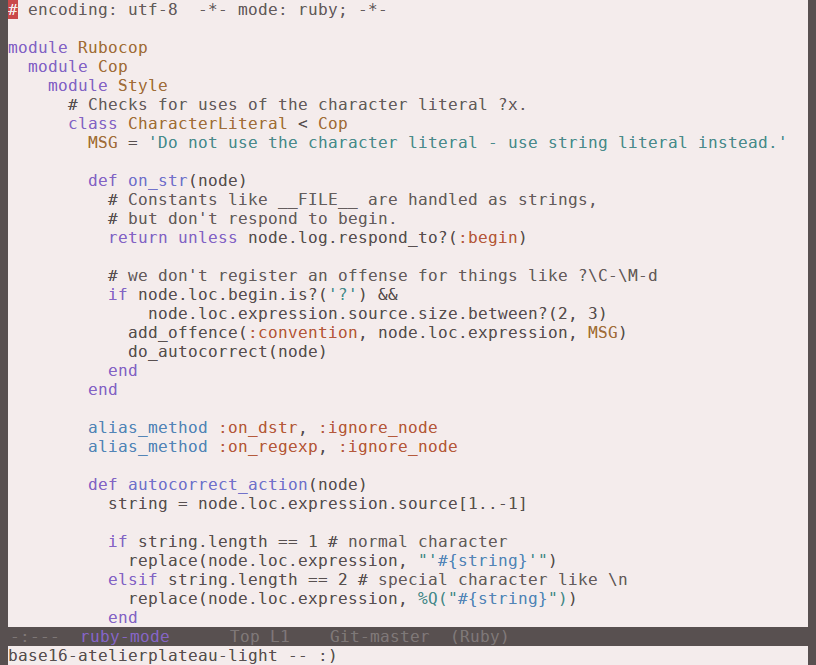 # encoding: utf-8  -*- mode: ruby; -*-

module Rubocop
  module Cop
    module Style
      # Checks for uses of the character literal ?x.
      class CharacterLiteral < Cop
        MSG = 'Do not use the character literal - use string literal instead.'

        def on_str(node)
          # Constants like __FILE__ are handled as strings,
          # but don't respond to begin.
          return unless node.log.respond_to?(:begin)

          # we don't register an offense for things like ?\C-\M-d
          if node.loc.begin.is?('?') &&
              node.loc.expression.source.size.between?(2, 3)
            add_offence(:convention, node.loc.expression, MSG)
            do_autocorrect(node)
          end
        end

        alias_method :on_dstr, :ignore_node
        alias_method :on_regexp, :ignore_node

        def autocorrect_action(node)
          string = node.loc.expression.source[1..-1]

          if string.length == 1 # normal character
            replace(node.loc.expression, "'#{string}'")
          elsif string.length == 2 # special character like \n
            replace(node.loc.expression, %Q("#{string}"))
          end
-:---  ruby-mode      Top L1    Git-master  (Ruby)
base16-atelierplateau-light -- :)